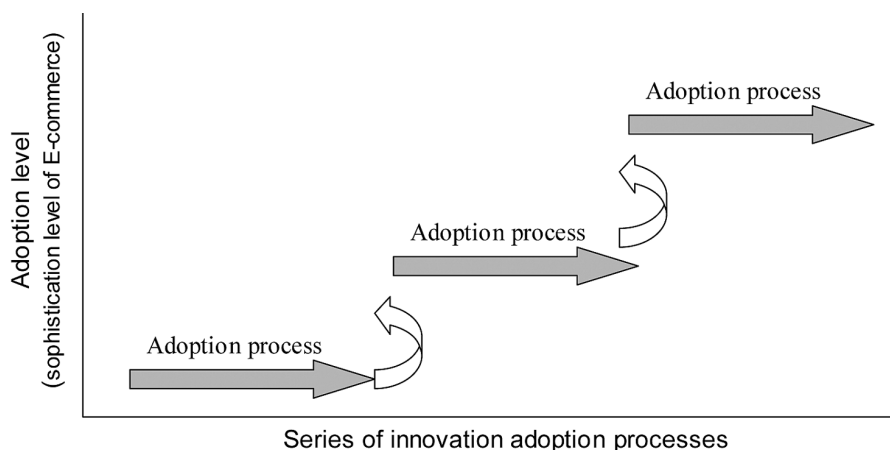 Adoption process
Adoption process
Adoption process
Adoption level
(sophistication level of E-commerce)
Series of innovation adoption processes